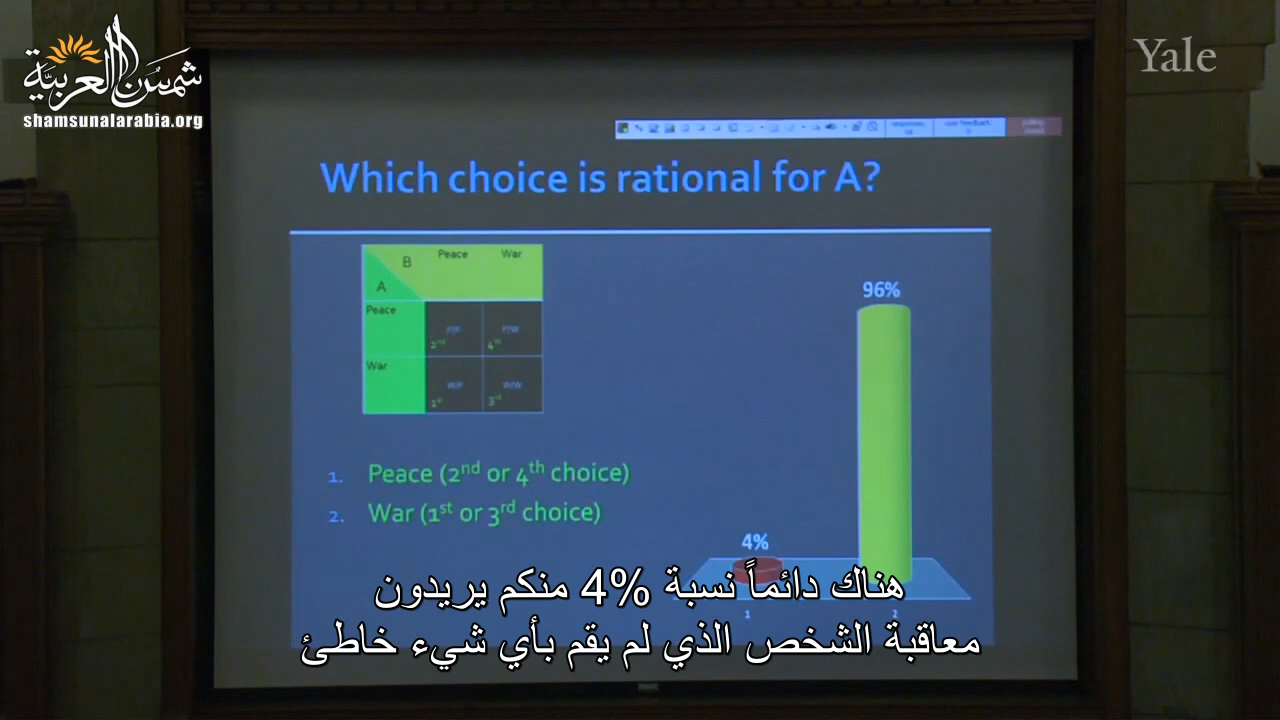 شمس العربية
shamsunalarabia.org
Yale
Which choice is rational for A?
B Peace War
A
Peace
P/P P/W
2nd 4th
War
W/P W/W
1st 3rd
96%
1. Peace (2nd or 4th choice)
2. War (1st or 3rd choice)
4%
1 2
هناك دائماً نسبة 4% منكم يريدون
معاقبة الشخص الذي لم يقم بأي شيء خاطئ